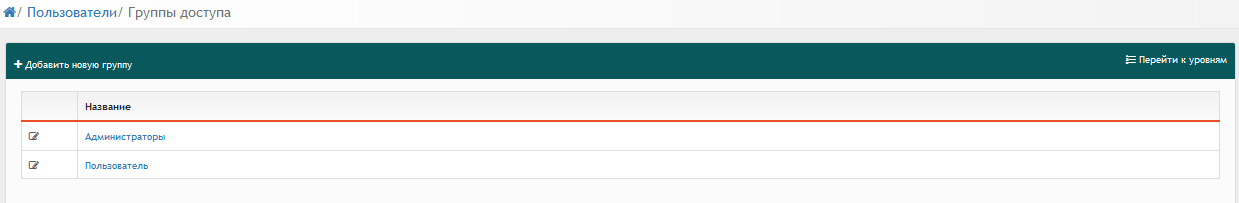 / Пользователи/ Группы доступа
Добавить новую группу
Перейти к уровням
Название
Администраторы
Пользователь